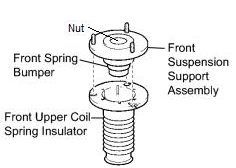 Nut
Front Spring
Bumper
Front
Suspension
Support
Assembly
Front Upper Coil
Spring Insulator